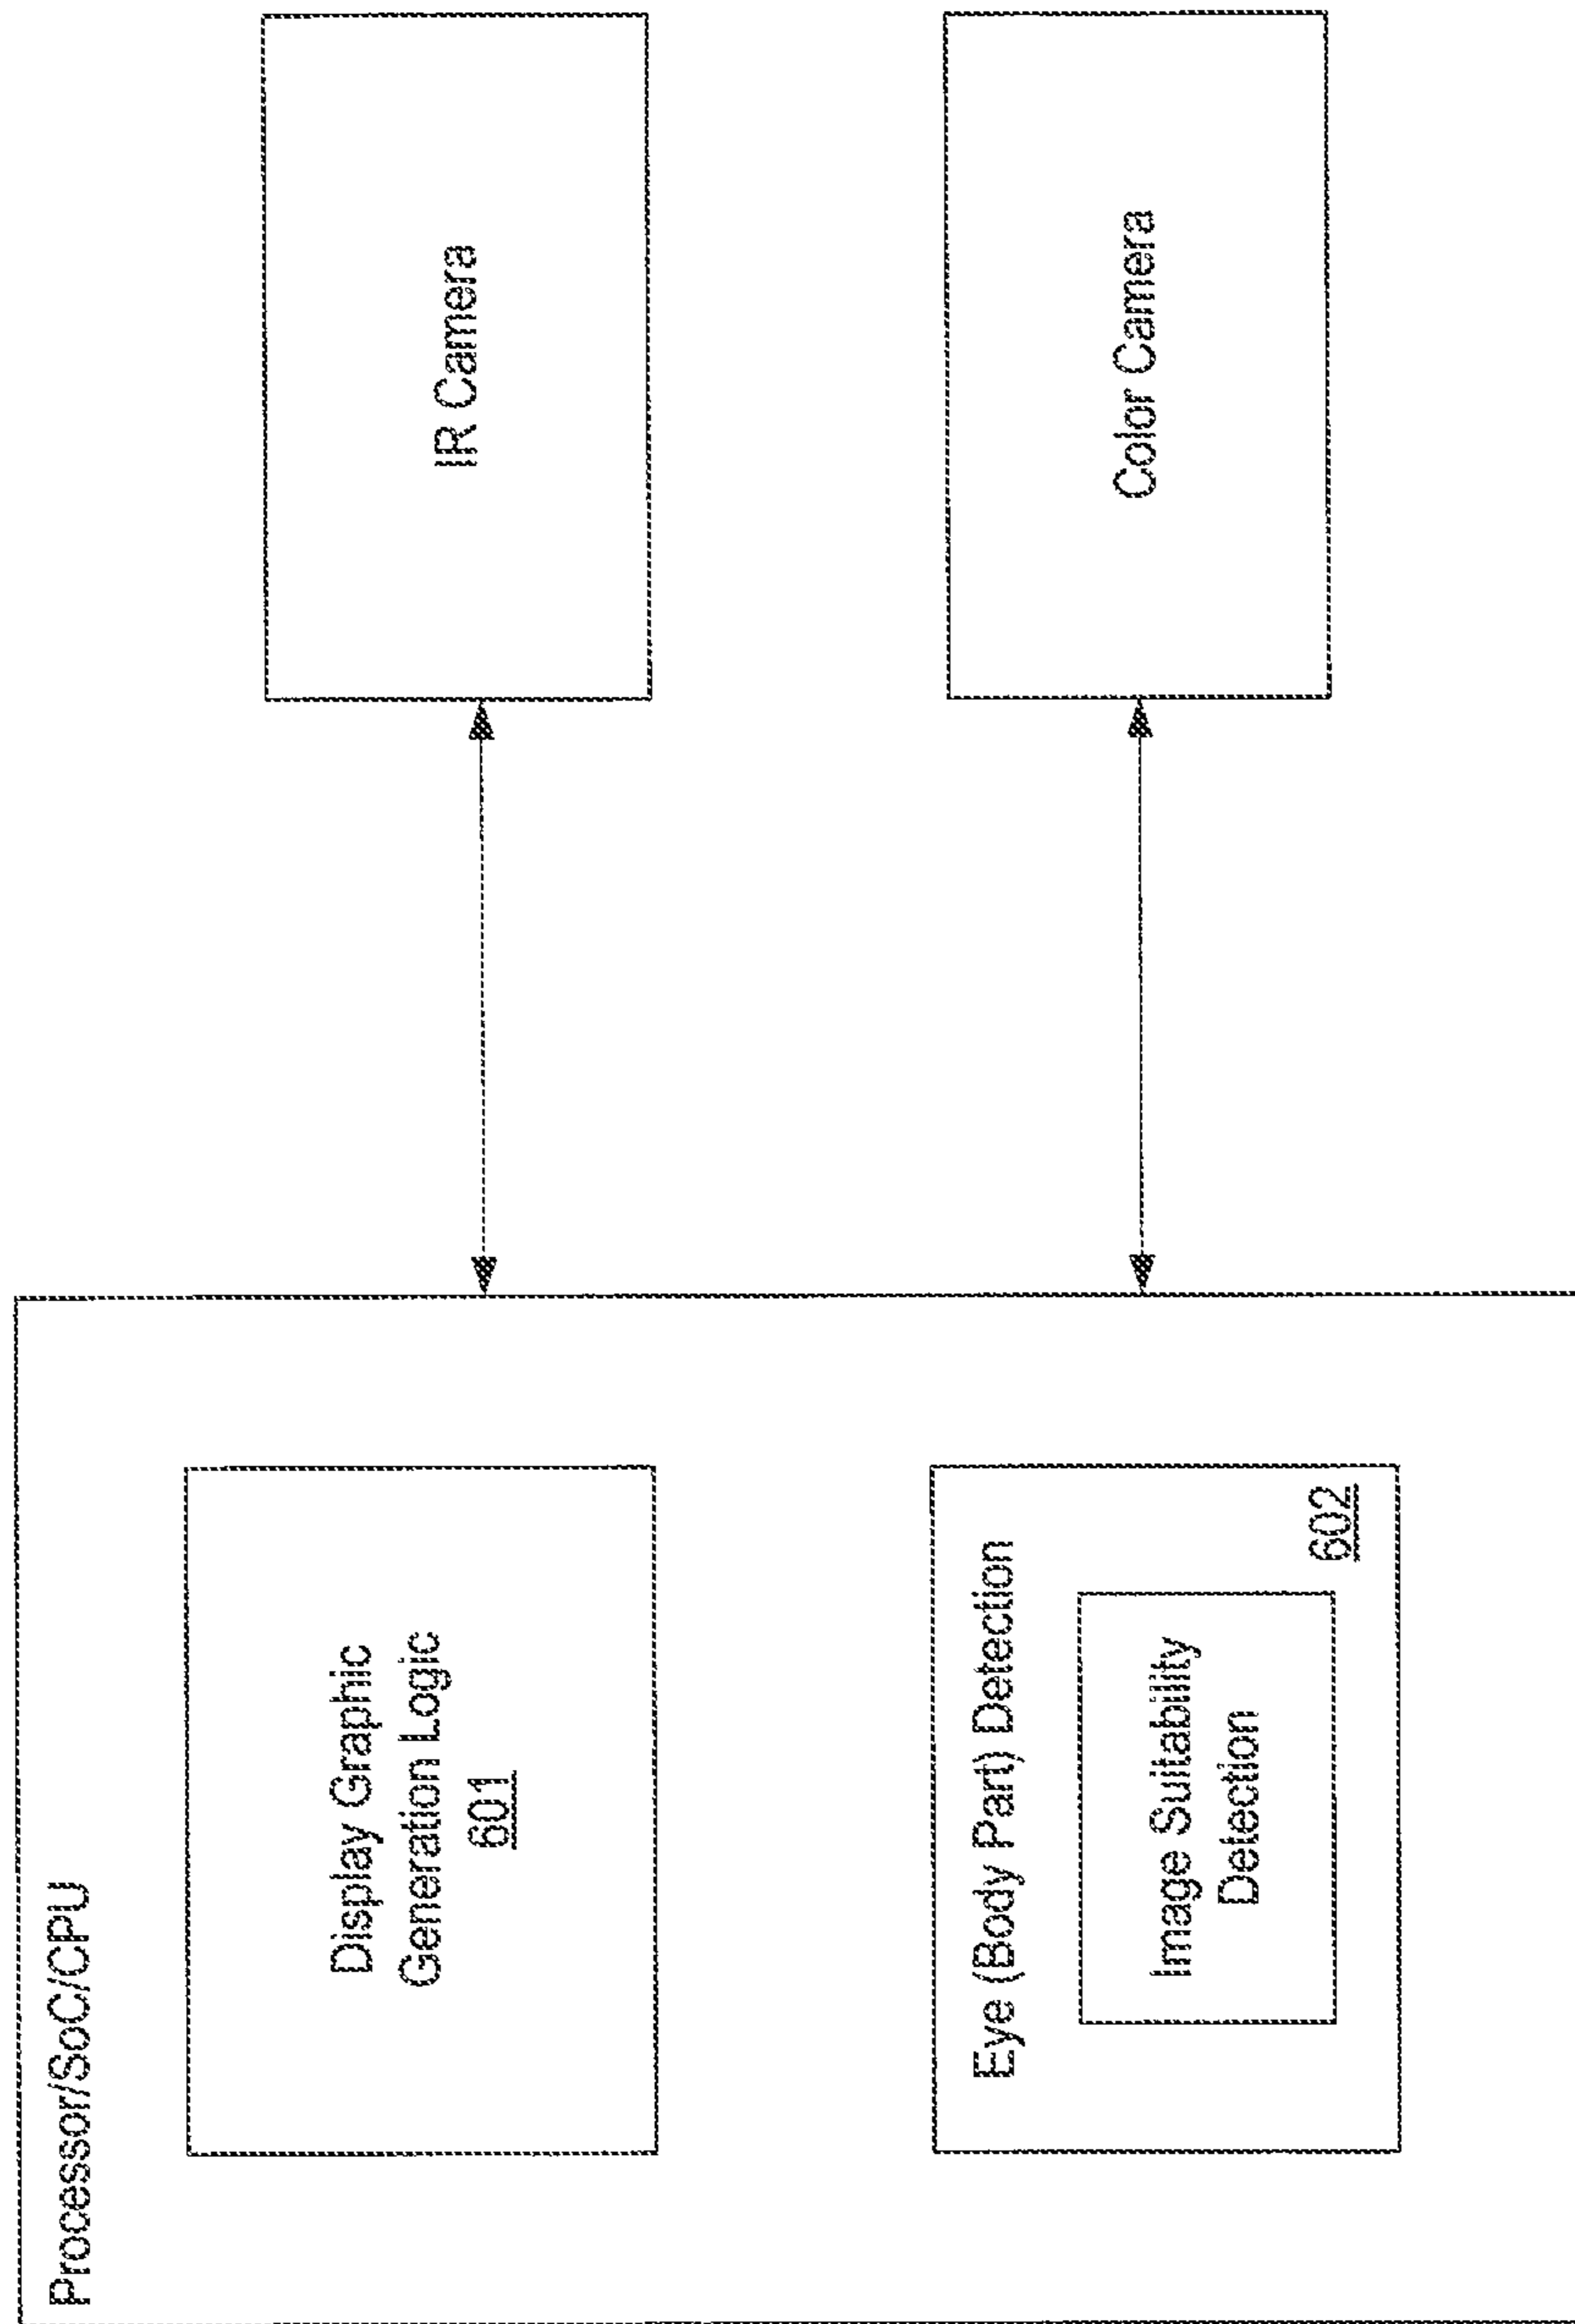 Processor/SoC/CPU
Display Graphic
Generation Logic
601
Eye (Body Part) Detection
Image Suitability
Detection
602
IR Camera
Color Camera